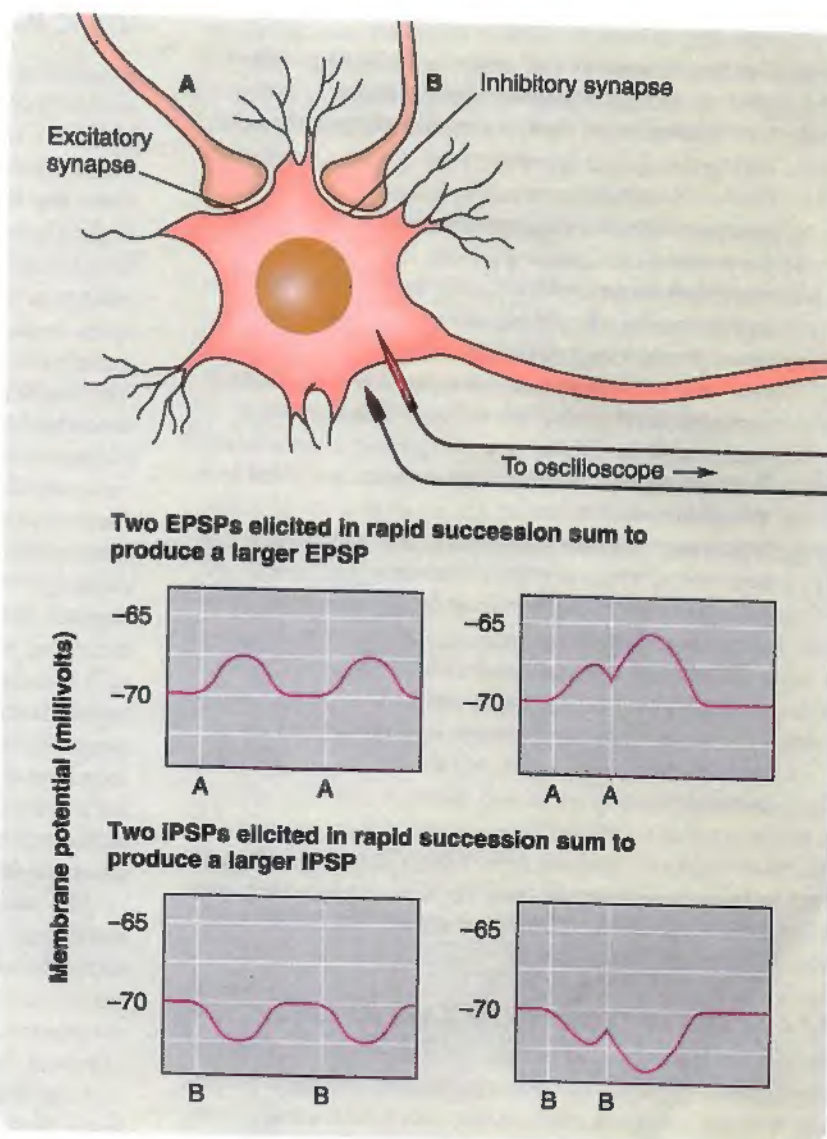 A
B
Inhibitory synapse
Excitatory
synapse
To oscilloscope
Two EPSPs elicited in rapid succession sum to
produce a larger EPSP
Membrane potential (millivolts)
-65
-70
A
A
-65
-70
A
A
Two IPSPs elicited in rapid succession sum to
produce a larger IPSP
-65
-70
B
B
-65
-70
B
B